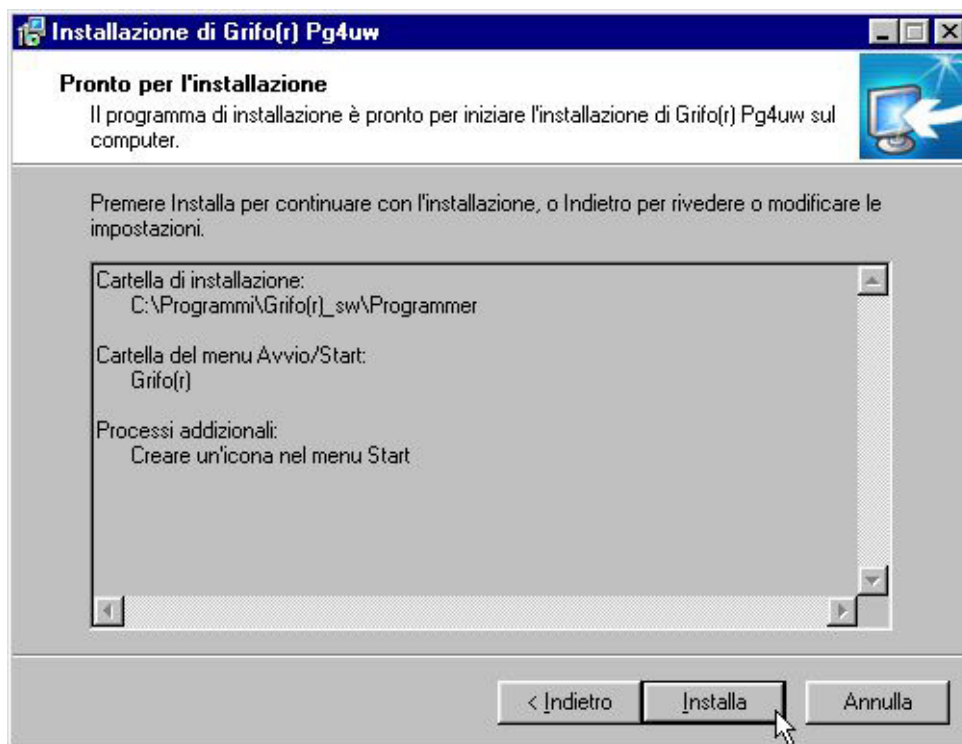 Installazione di Grifo(r) Pg4uw
Pronto per l'installazione
Il programma di installazione è pronto per iniziare l'installazione di Grifo(r) Pg4uw sul
computer.
Premere Installa per continuare con l'installazione, o Indietro per rivedere o modificare le
impostazioni.
Cartella di installazione:
C:\Programmi\Grifo(r)_sw\Programmer
Cartella del menu Avvio/Start:
Grifo(r)
Processi addizionali:
Creare un'icona nel menu Start
< Indietro
Installa
Annulla